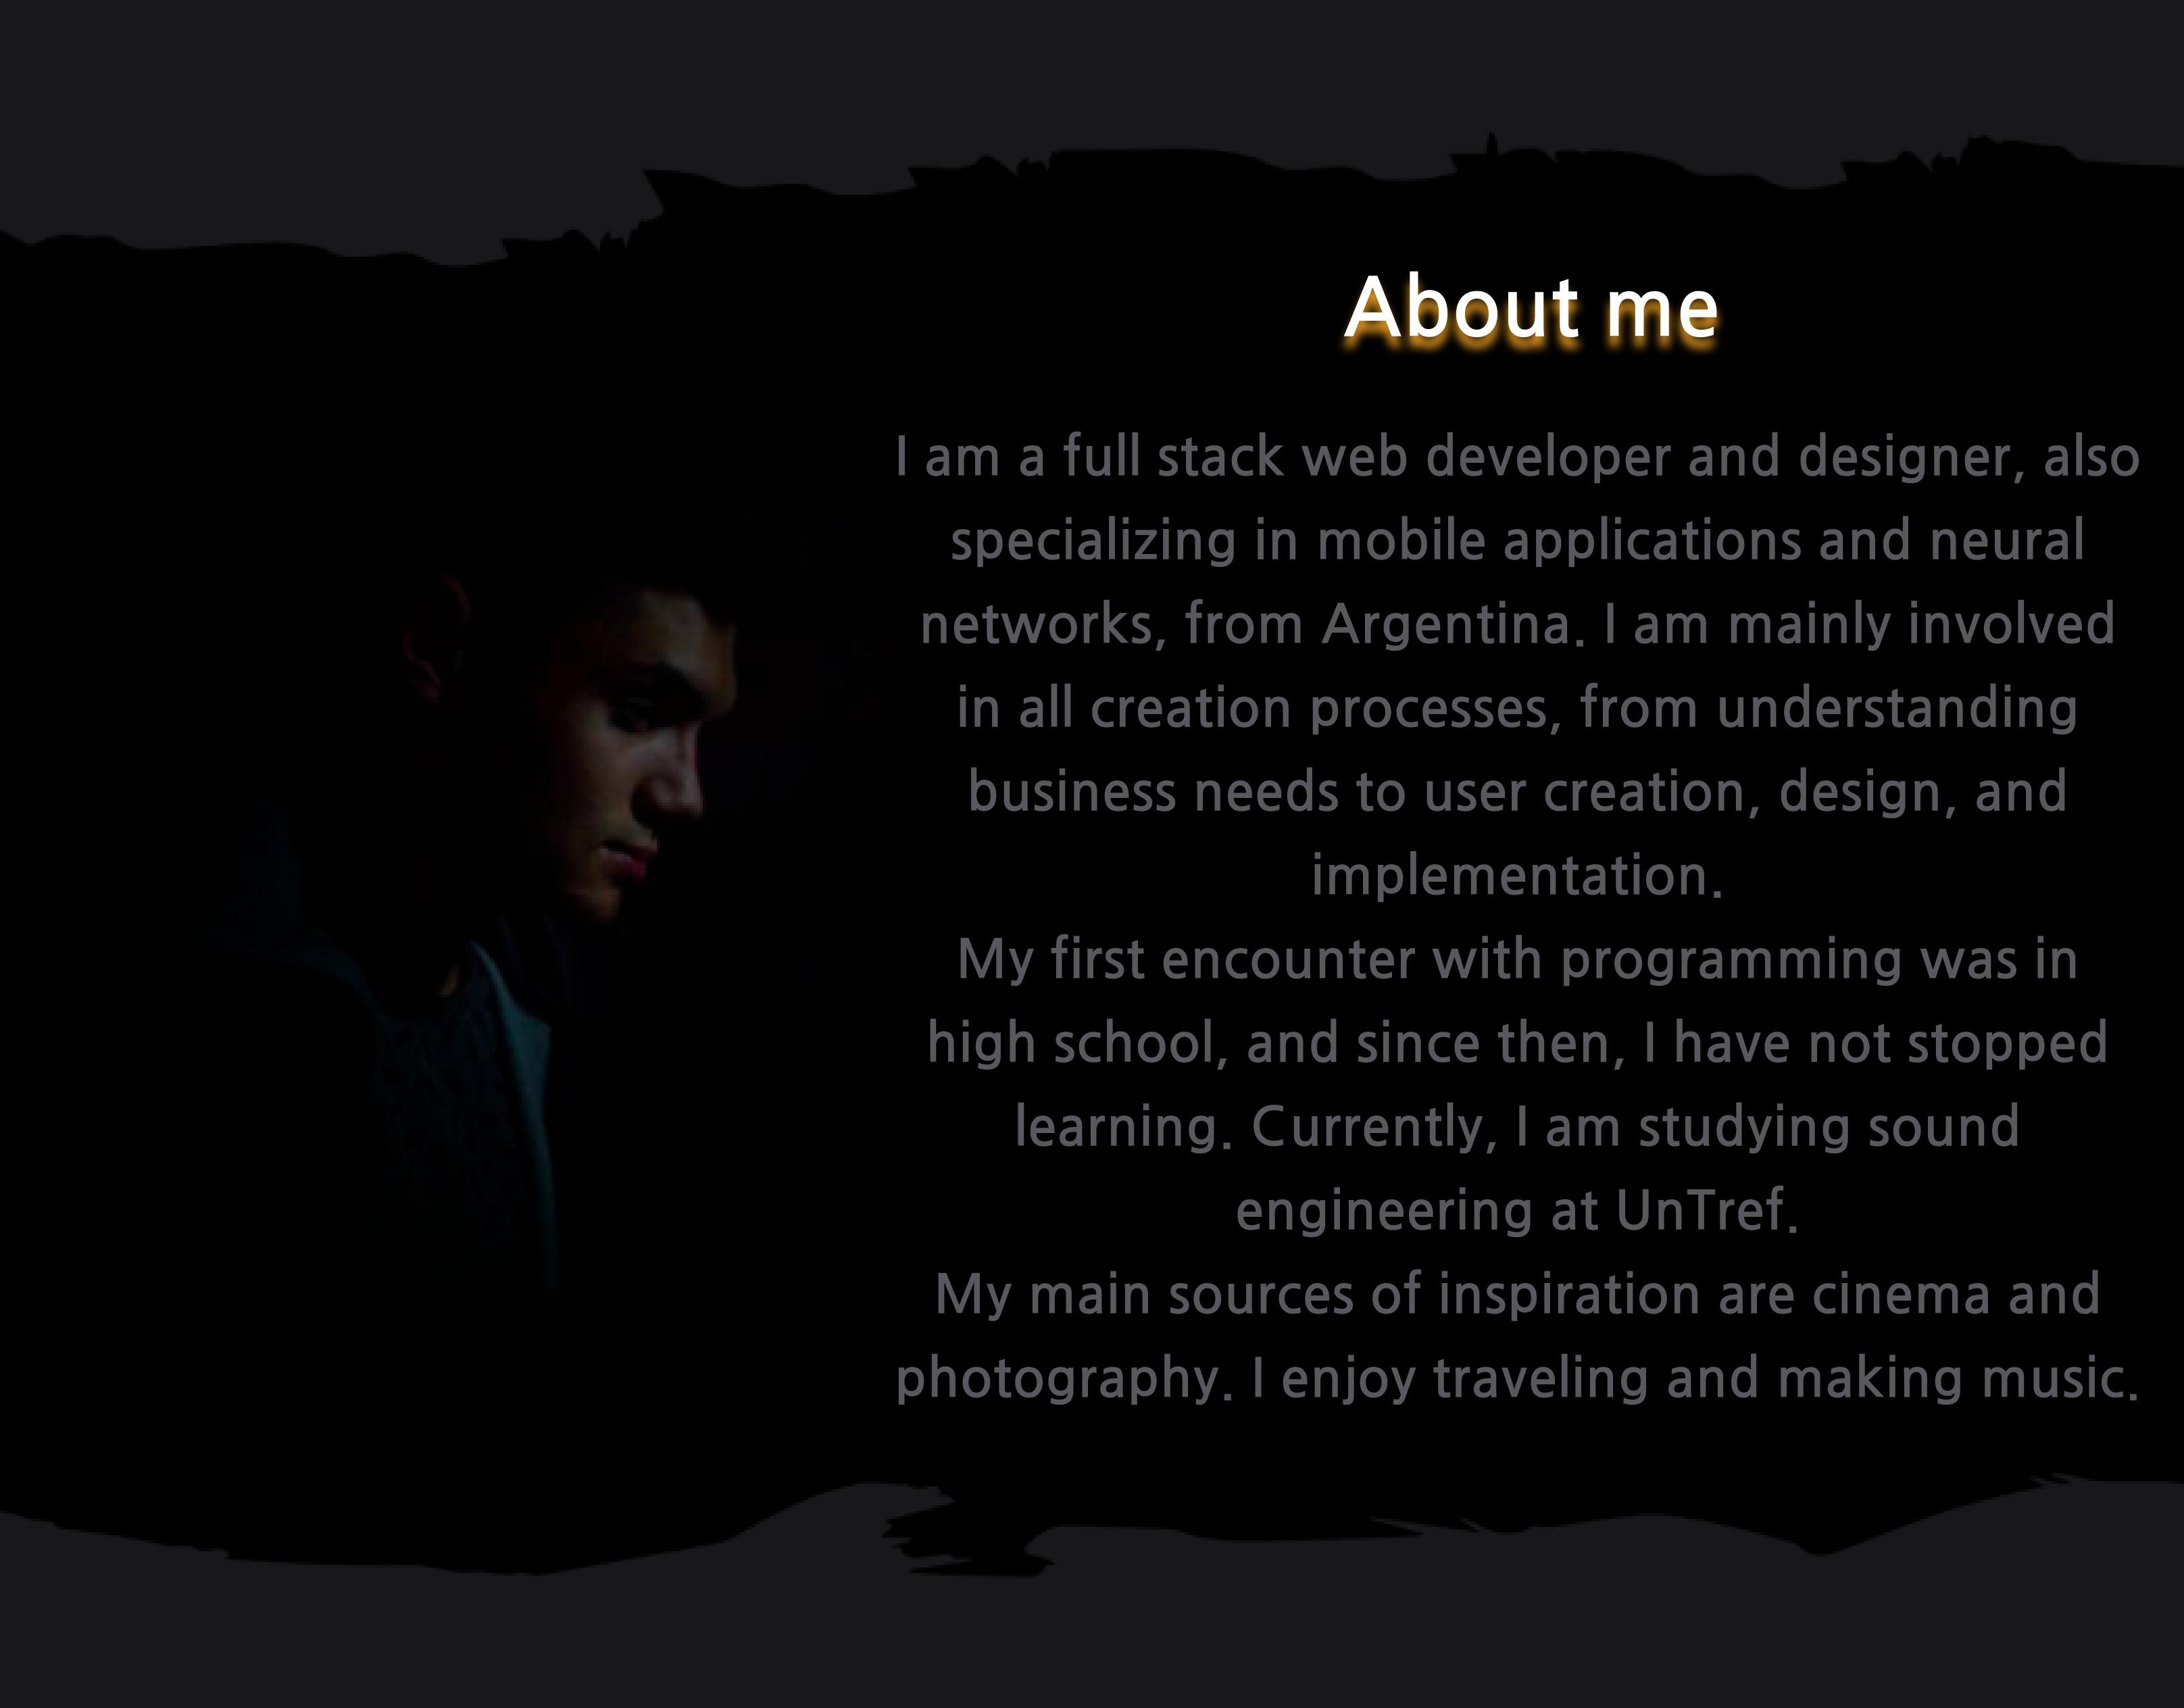 About me
I am a full stack web developer and designer, also
specializing in mobile applications and neural
networks, from Argentina. I am mainly involved
in all creation processes, from understanding
business needs to user creation, design, and
implementation.
My first encounter with programming was in
high school, and since then, I have not stopped
learning. Currently, I am studying sound
engineering at UnTref.
My main sources of inspiration are cinema and
photography. I enjoy traveling and making music.